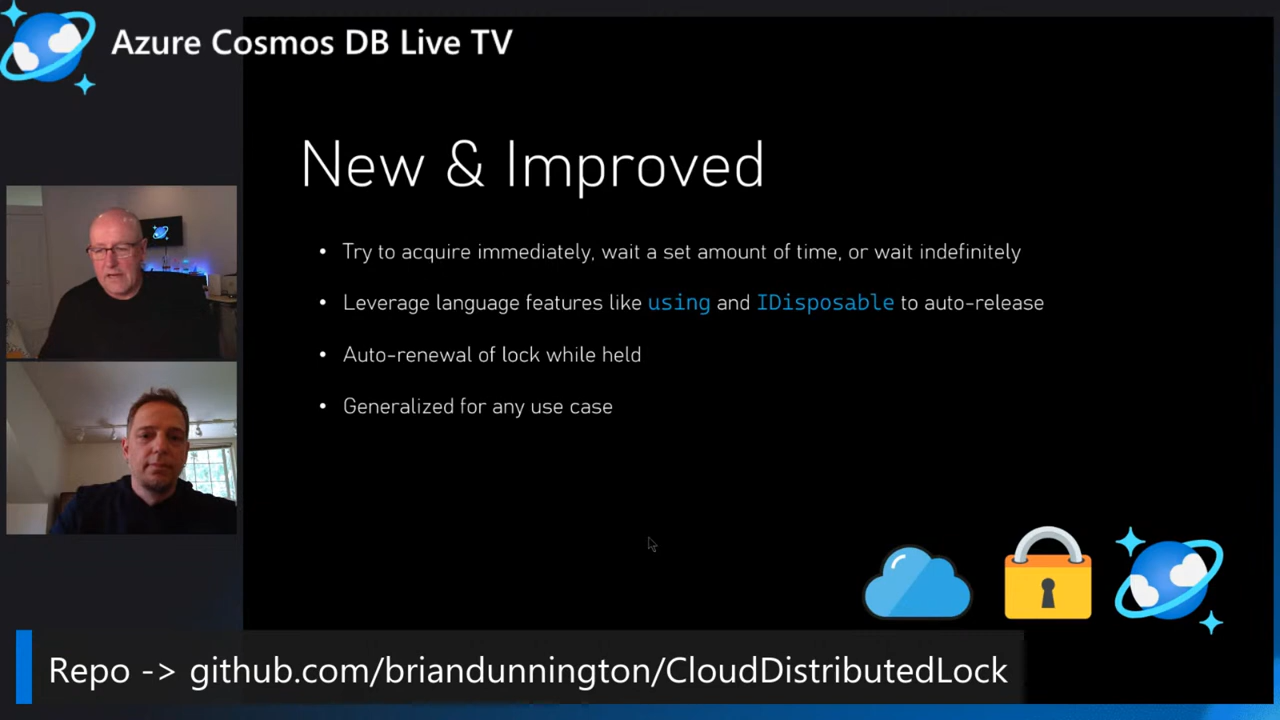 Azure Cosmos DB Live TV
New & Improved
• Try to acquire immediately, wait a set amount of time, or wait indefinitely
• Leverage language features like using and IDisposable to auto-release
• Auto-renewal of lock while held
• Generalized for any use case
Repo -> github.com/briandunnington/CloudDistributedLock